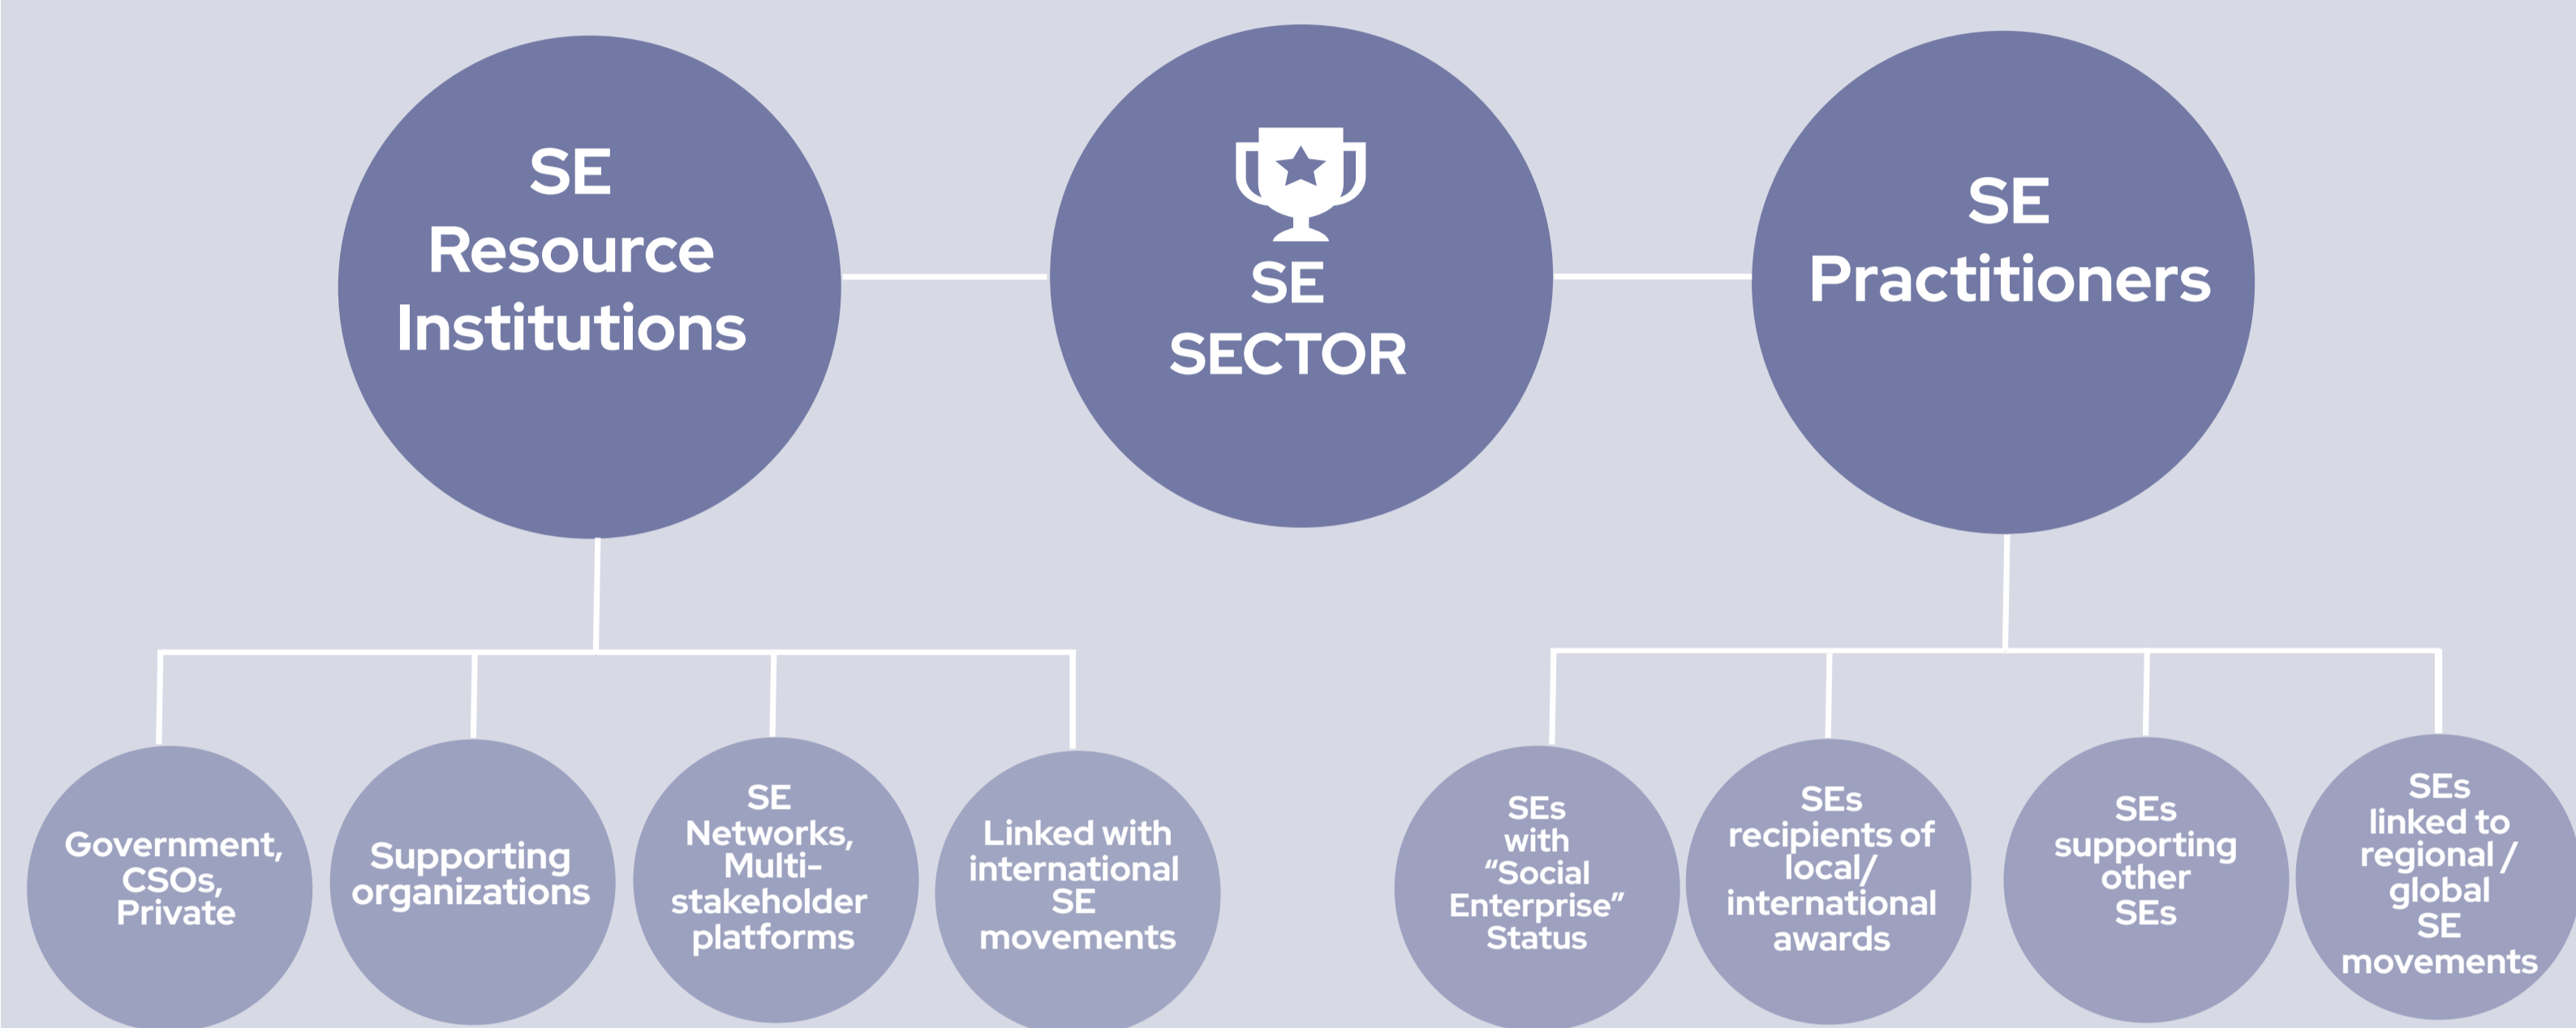 SE
Resource
Institutions
SE
SECTOR
SE
Practitioners
Government,
CSOs,
Private
Supporting
organizations
SE
Networks,
Multi-
stakeholder
platforms
Linked with
international
SE
movements
SEs
with
“Social
Enterprise”
Status
SEs
recipients of
local/
international
awards
SEs
supporting
other
SEs
SEs
linked to
regional /
global
SE
movements